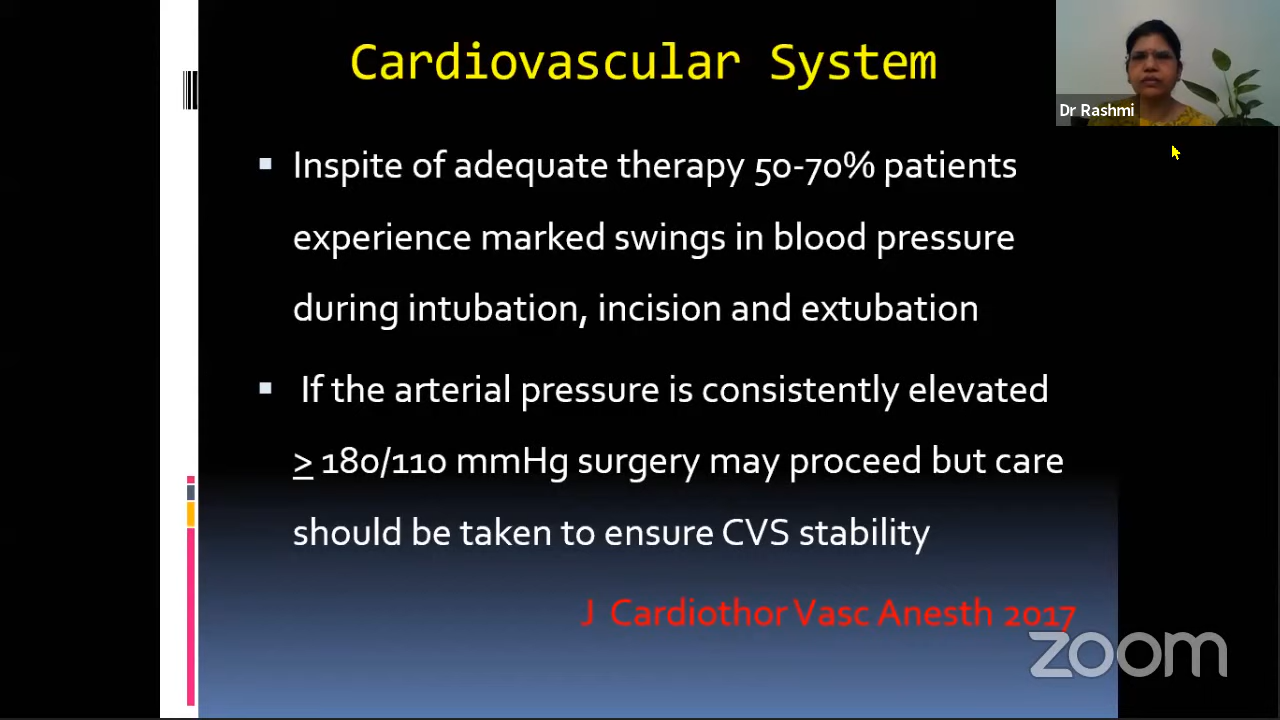 Cardiovascular System
Dr Rashmi
Inspite of adequate therapy 50-70% patients
experience marked swings in blood pressure
during intubation, incision and extubation
If the arterial pressure is consistently elevated
≥ 180/110 mmHg surgery may proceed but care
should be taken to ensure CVS stability
J Cardiothor Vasc Anesth 2017
zoom